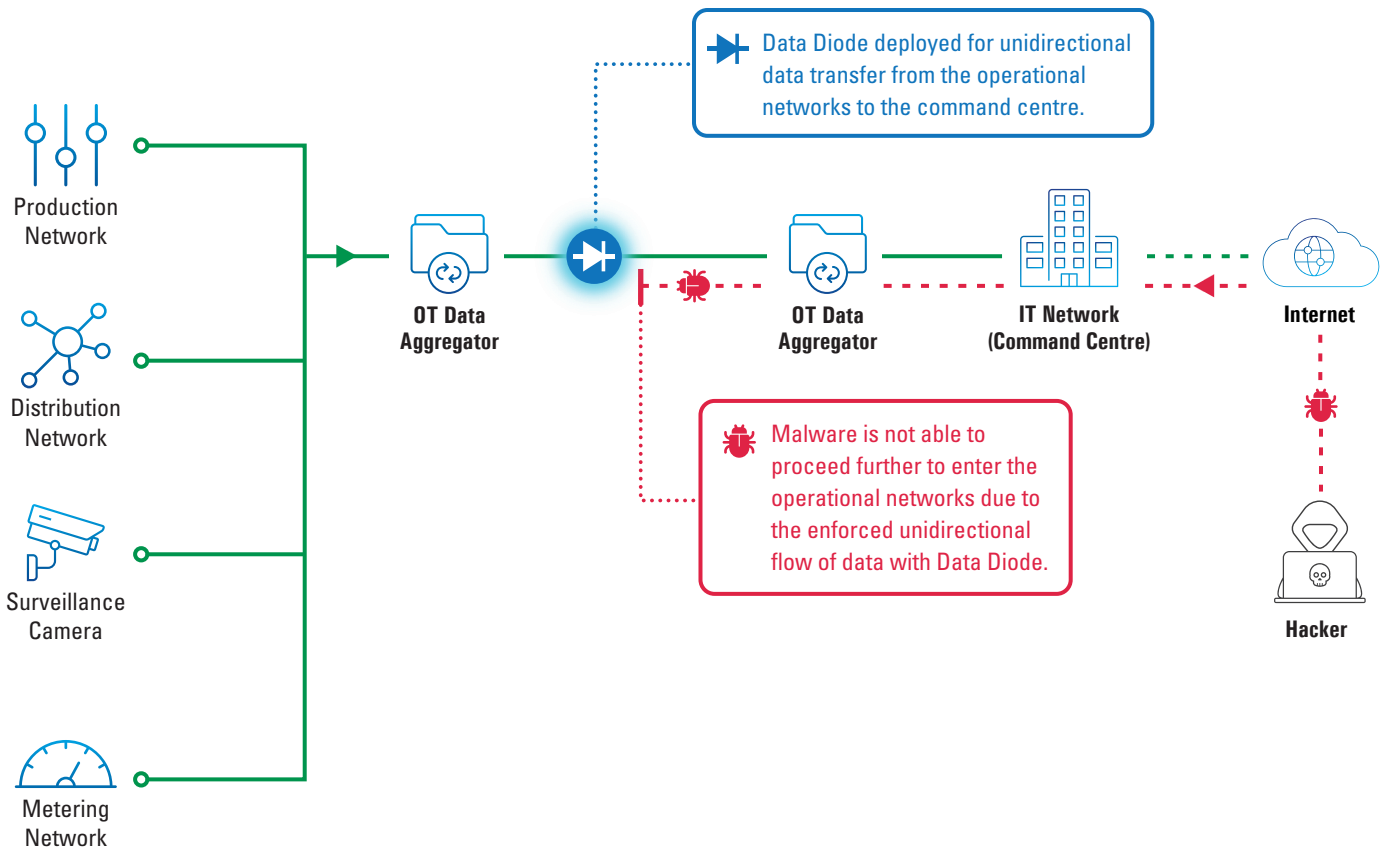 Data Diode deployed for unidirectional
data transfer from the operational
networks to the command centre.
Production
Network
OT Data
Aggregator
OT Data
Aggregator
IT Network
(Command Centre)
Internet
Distribution
Network
Malware is not able to
proceed further to enter the
operational networks due to
the enforced unidirectional
flow of data with Data Diode.
Surveillance
Camera
Hacker
Metering
Network